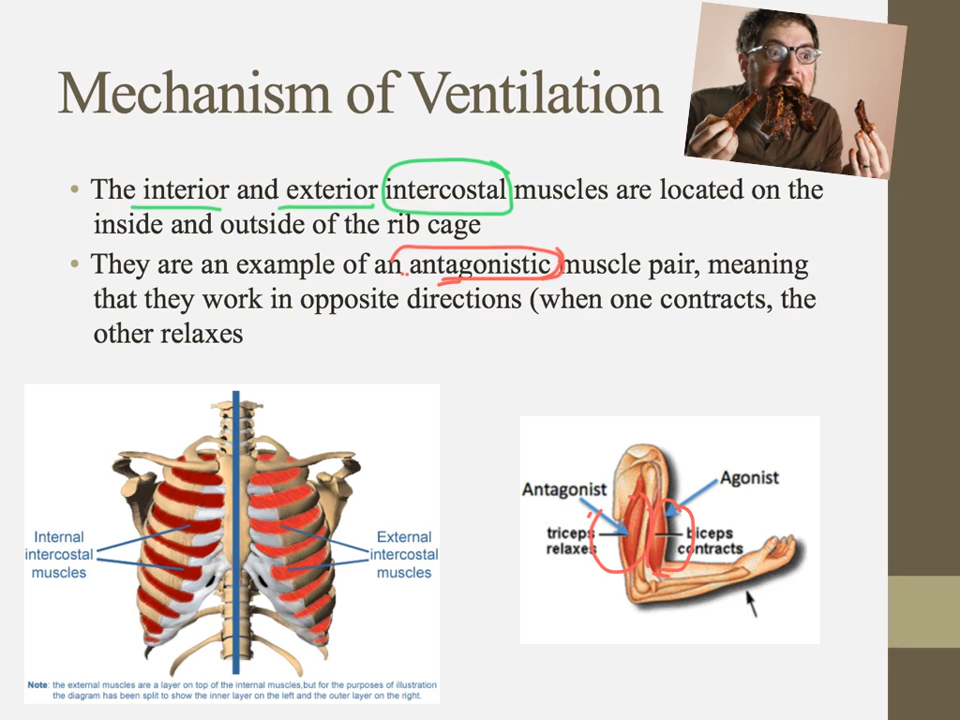 Mechanism of Ventilation
• The interior and exterior intercostal muscles are located on the
inside and outside of the rib cage
• They are an example of an antagonistic muscle pair, meaning
that they work in opposite directions (when one contracts, the
other relaxes
Internal
intercostal
muscles
External
intercostal
muscles
Note: the external muscles are a layer on top of the internal muscles,but for the purposes of illustration
the diagram has been split to show the inner layer on the left and the outer layer on the right.
Antagonist
Agonist
triceps
relaxes
biceps
contracts